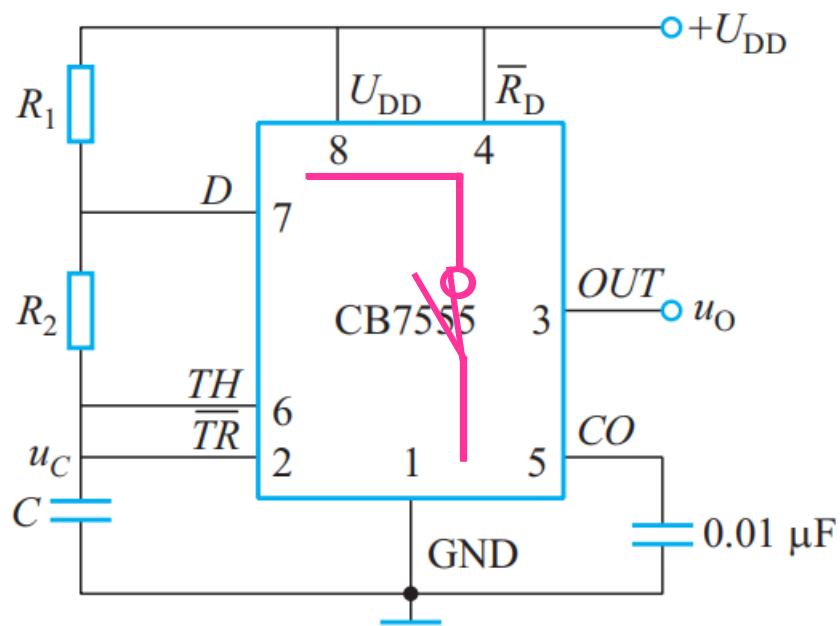 +U_DD
R_1
U_DD
R̅_D
8
4
D
7
R_2
CB7555
3
OUT
u_O
TH
6
T̅R̅
u_C
2
1
5
CO
C
GND
0.01 μF